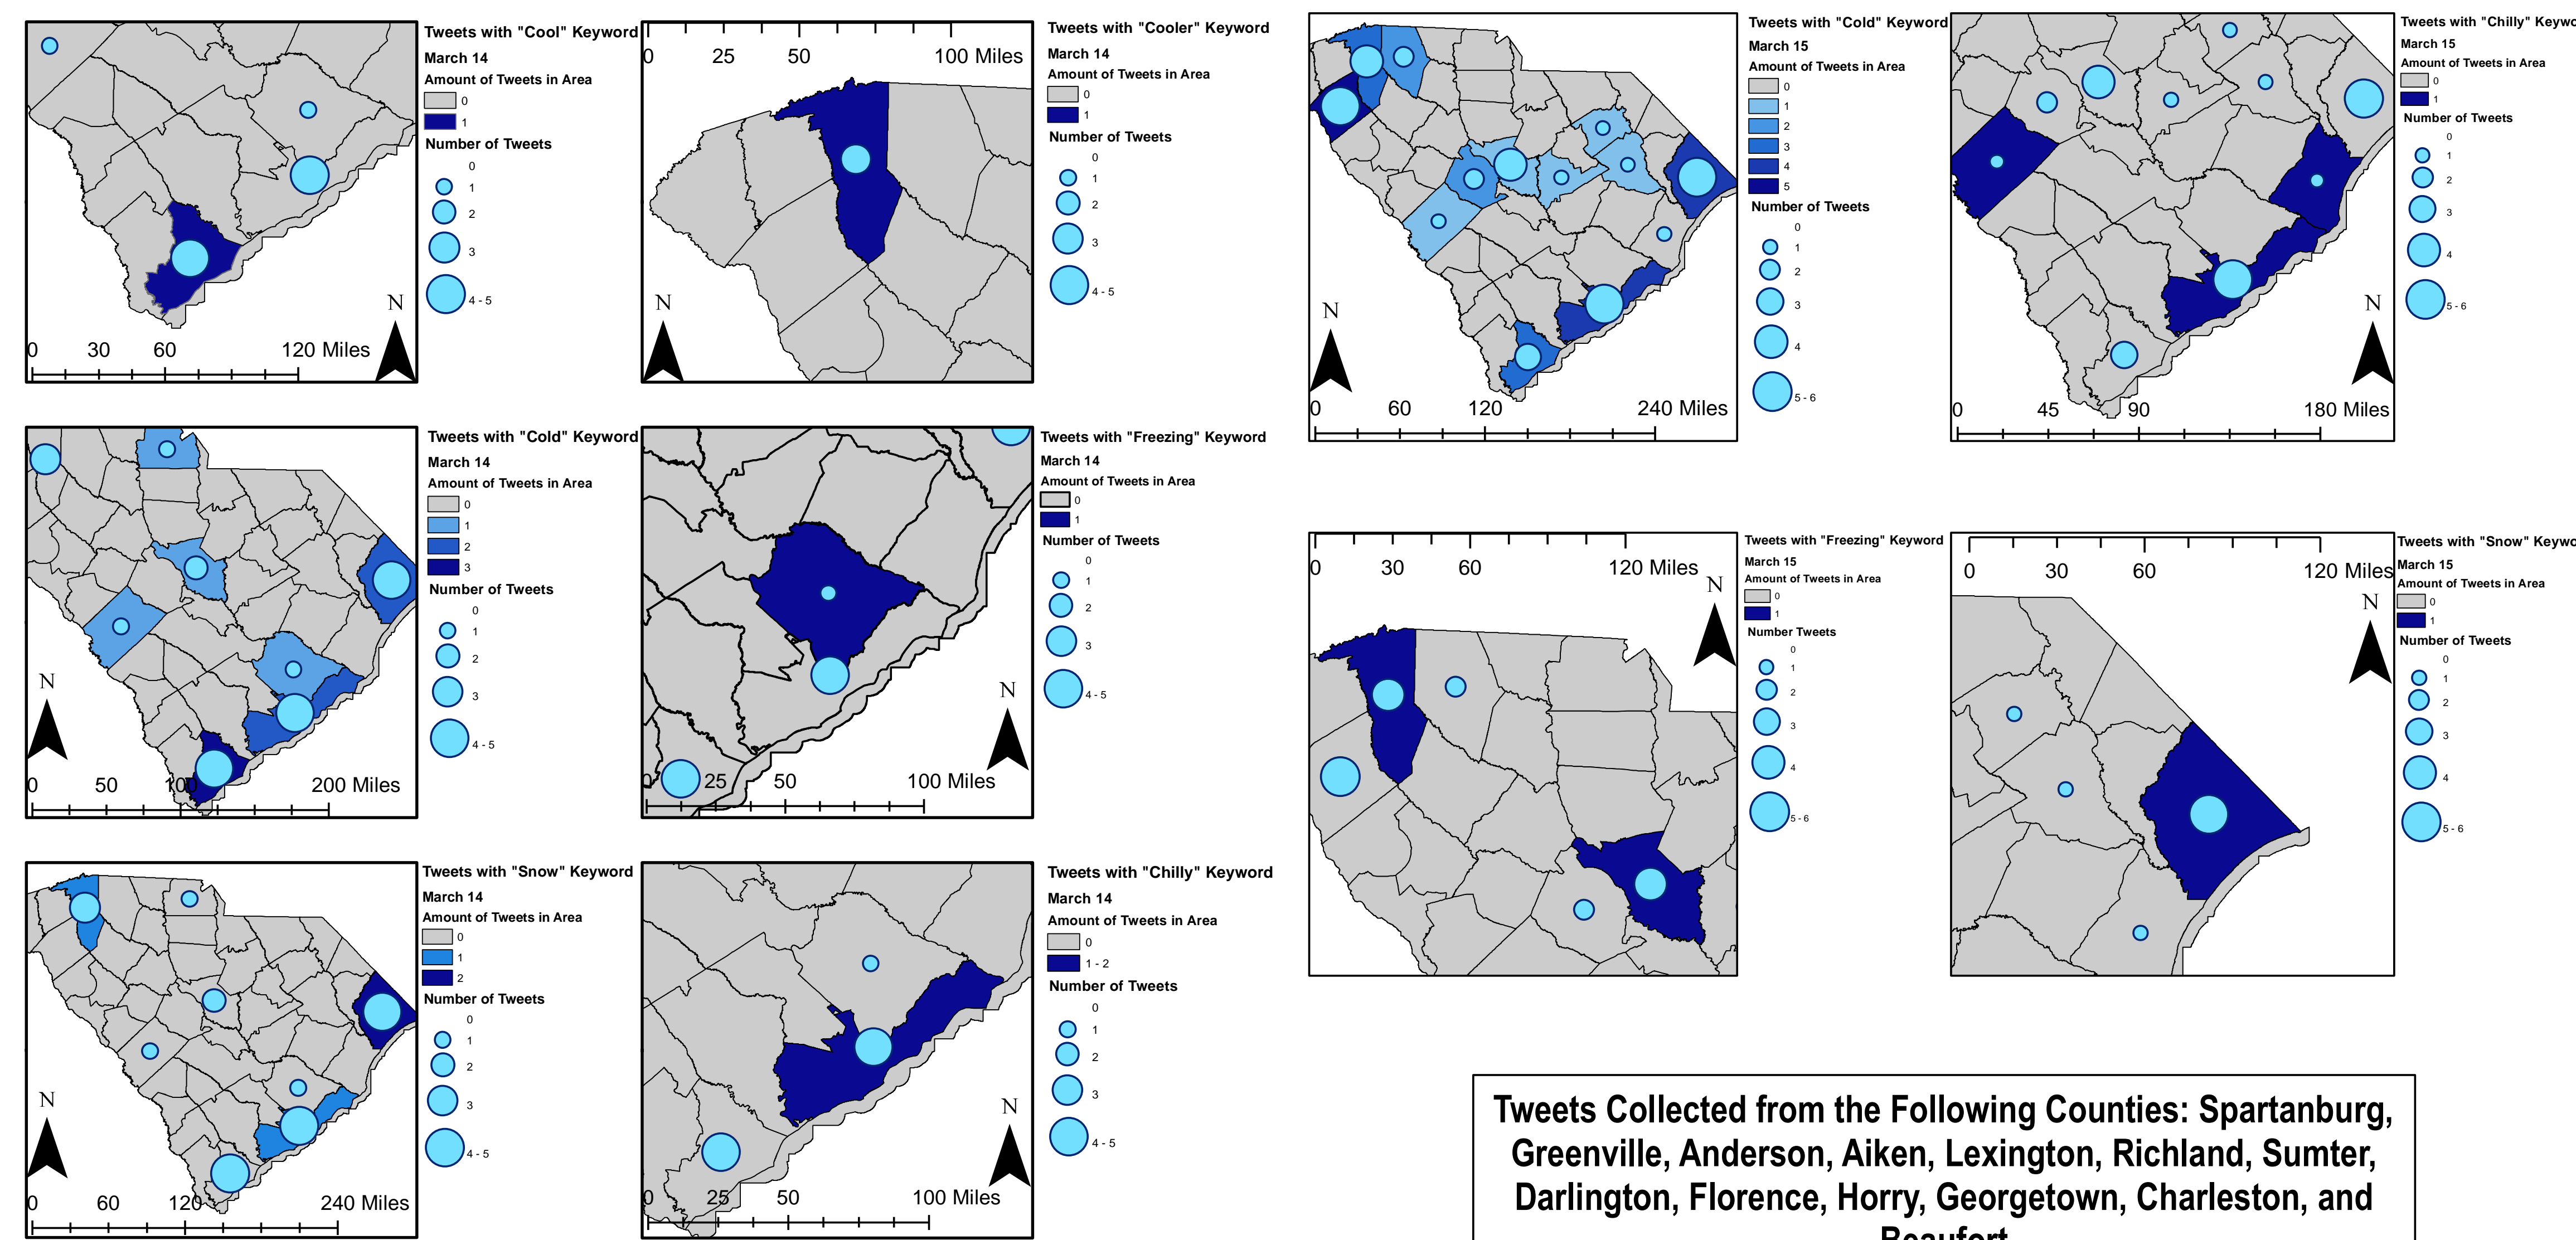 Tweets with "Cool" Keyword
March 14
Amount of Tweets in Area
0
1
Number of Tweets
0
1
2
3
4 - 5
N
0 30 60 120 Miles
Tweets with "Cooler" Keyword
March 14
Amount of Tweets in Area
0
1
Number of Tweets
0
1
2
3
4 - 5
0 25 50 100 Miles
N
Tweets with "Cold" Keyword
March 15
Amount of Tweets in Area
0
1
2
3
4
5
Number of Tweets
0
1
2
3
4
5 - 6
N
0 60 120 240 Miles
Tweets with "Chilly"
March 15
Amount of Tweets in Area
0
1
Number of Tweets
0
1
2
3
4
5 - 6
N
0 45 90 180 Miles
Tweets with "Cold" Keyword
March 14
Amount of Tweets in Area
0
1
2
3
Number of Tweets
0
1
2
3
4 - 5
N
0 50 100 200 Miles
Tweets with "Freezing" Keyword
March 14
Amount of Tweets in Area
0
1
Number of Tweets
0
1
2
3
4 - 5
N
0 25 50 100 Miles
Tweets with "Freezing" Keyword
March 15
Amount of Tweets in Area
0
1
Number Tweets
0
1
2
3
4
5 - 6
0 30 60 120 Miles
N
Tweets with "Snow"
March 15
Amount of Tweets in Area
0
1
Number of Tweets
0
1
2
3
4
5 - 6
0 30 60 120 Miles
N
Tweets with "Snow" Keyword
March 14
Amount of Tweets in Area
0
1
2
Number of Tweets
0
1
2
3
4 - 5
N
0 60 120 240 Miles
Tweets with "Chilly" Keyword
March 14
Amount of Tweets in Area
0
1 - 2
Number of Tweets
0
1
2
3
4 - 5
N
0 25 50 100 Miles
Tweets Collected from the Following Counties: Spartanburg,
Greenville, Anderson, Aiken, Lexington, Richland, Sumter,
Darlington, Florence, Horry, Georgetown, Charleston, and
Beaufort